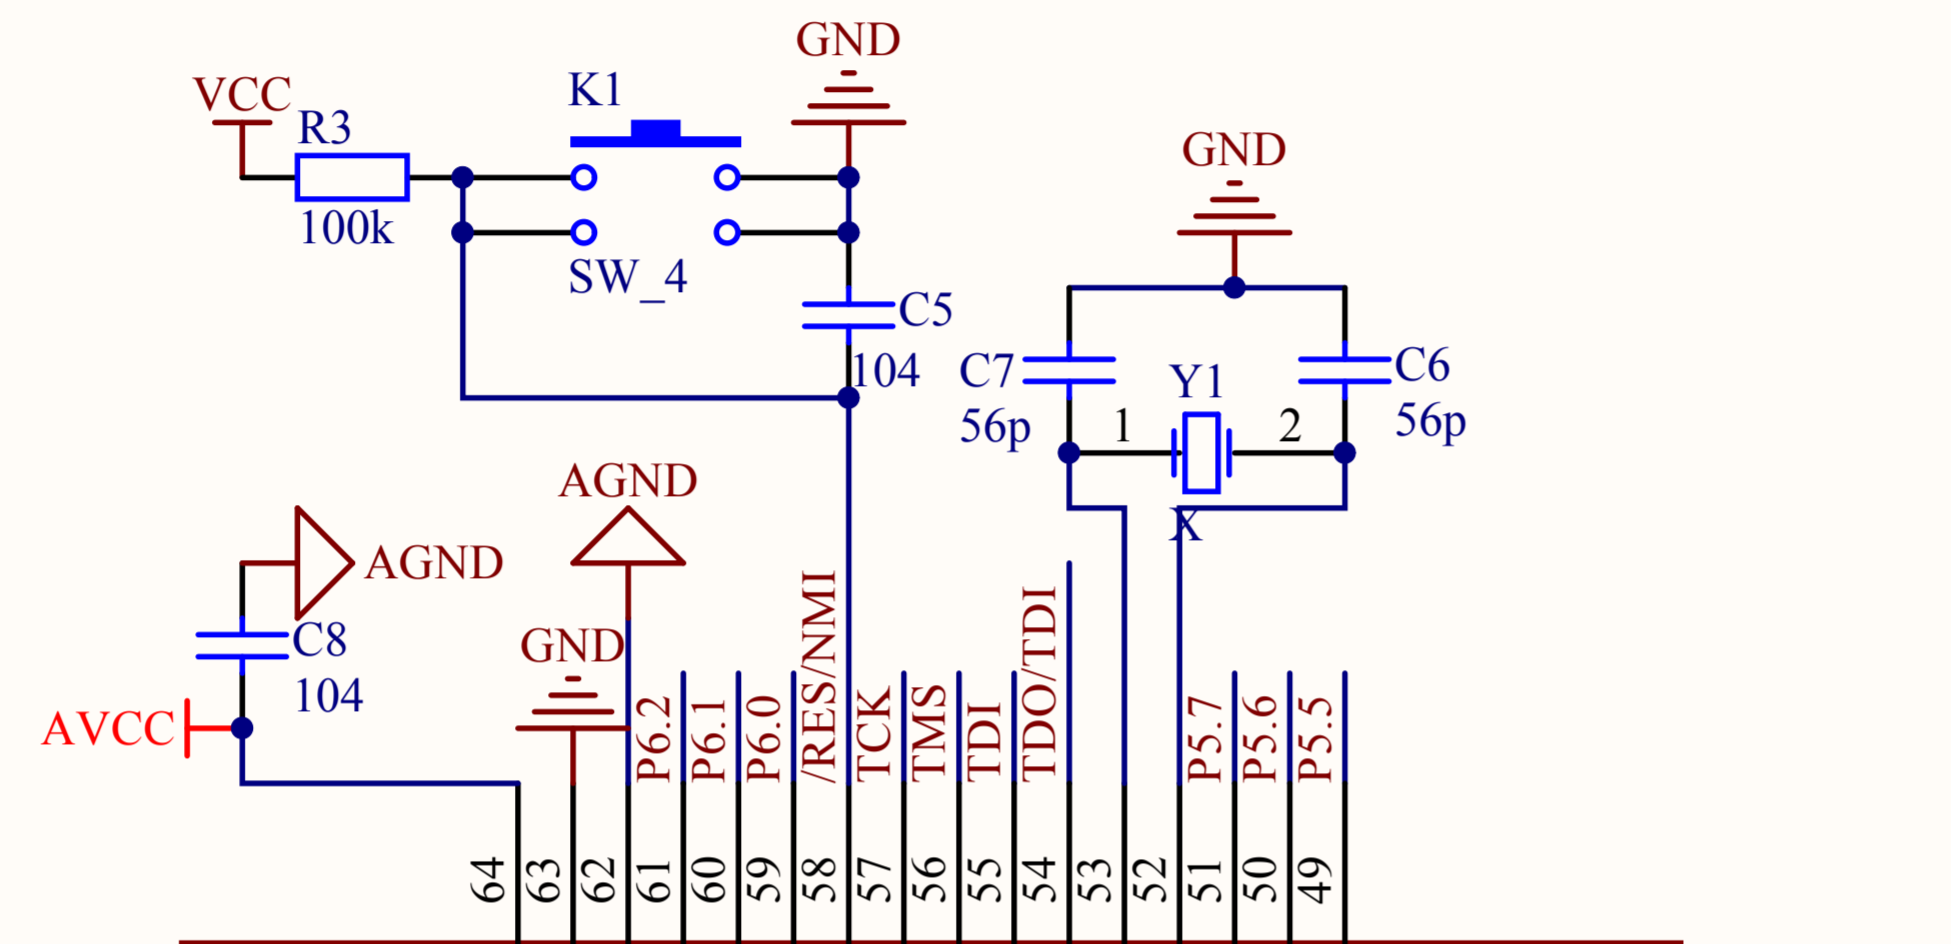 GND
VCC
K1
R3
100k
SW_4
C5
104
GND
C7
56p
Y1
C6
56p
1
2
X
AGND
AGND
C8
104
AVCC
GND
P6.2
P6.1
P6.0
/RES/NMI
TCK
TMS
TDI
TDO/TDI
P5.7
P5.6
P5.5
64
63
62
61
60
59
58
57
56
55
54
53
52
51
50
49